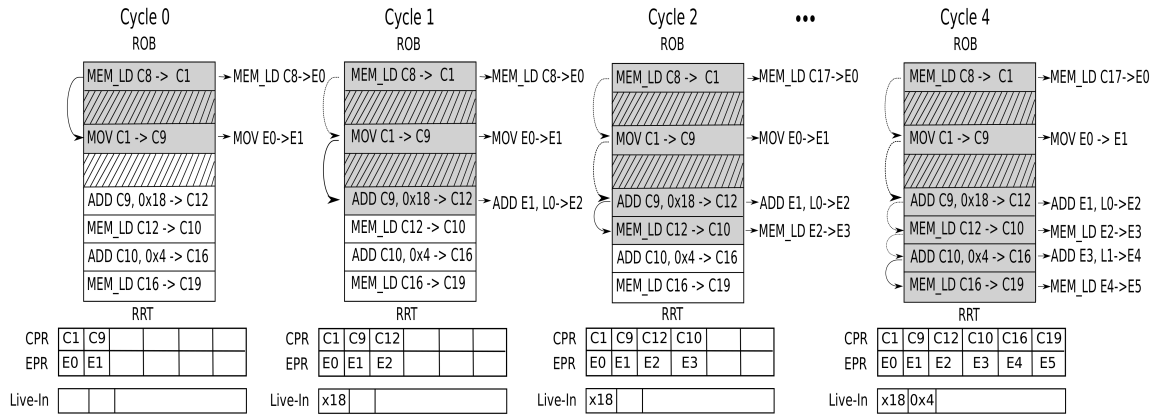 Cycle 0
ROB
MEM_LD C8 -> C1
MEM_LD C8->E0
MOV C1 -> C9
MOV E0->E1
ADD C9, 0x18 -> C12
MEM_LD C12 -> C10
ADD C10, 0x4 -> C16
MEM_LD C16 -> C19
RRT
CPR C1 C9
EPR E0 E1
Live-In
Cycle 1
ROB
MEM_LD C8 -> C1
MEM_LD C8->E0
MOV C1 -> C9
MOV E0->E1
ADD C9, 0x18 -> C12
ADD E1, L0->E2
MEM_LD C12 -> C10
ADD C10, 0x4 -> C16
MEM_LD C16 -> C19
RRT
CPR C1 C9 C12
EPR E0 E1 E2
Live-In x18
Cycle 2
ROB
MEM_LD C8 -> C1
MEM_LD C17->E0
MOV C1 -> C9
MOV E0->E1
ADD C9, 0x18 -> C12
ADD E1, L0->E2
MEM_LD C12 -> C10
MEM_LD E2->E3
ADD C10, 0x4 -> C16
MEM_LD C16 -> C19
RRT
CPR C1 C9 C12 C10
EPR E0 E1 E2 E3
Live-In x18
•••
Cycle 4
ROB
MEM_LD C8 -> C1
MEM_LD C17->E0
MOV C1 -> C9
MOV E0 -> E1
ADD C9, 0x18 -> C12
ADD E1, L0->E2
MEM_LD C12 -> C10
MEM_LD E2->E3
ADD C10, 0x4 -> C16
ADD E3, L1->E4
MEM_LD C16 -> C19
MEM_LD E4->E5
RRT
CPR C1 C9 C12 C10 C16 C19
EPR E0 E1 E2 E3 E4 E5
Live-In x18 0x4